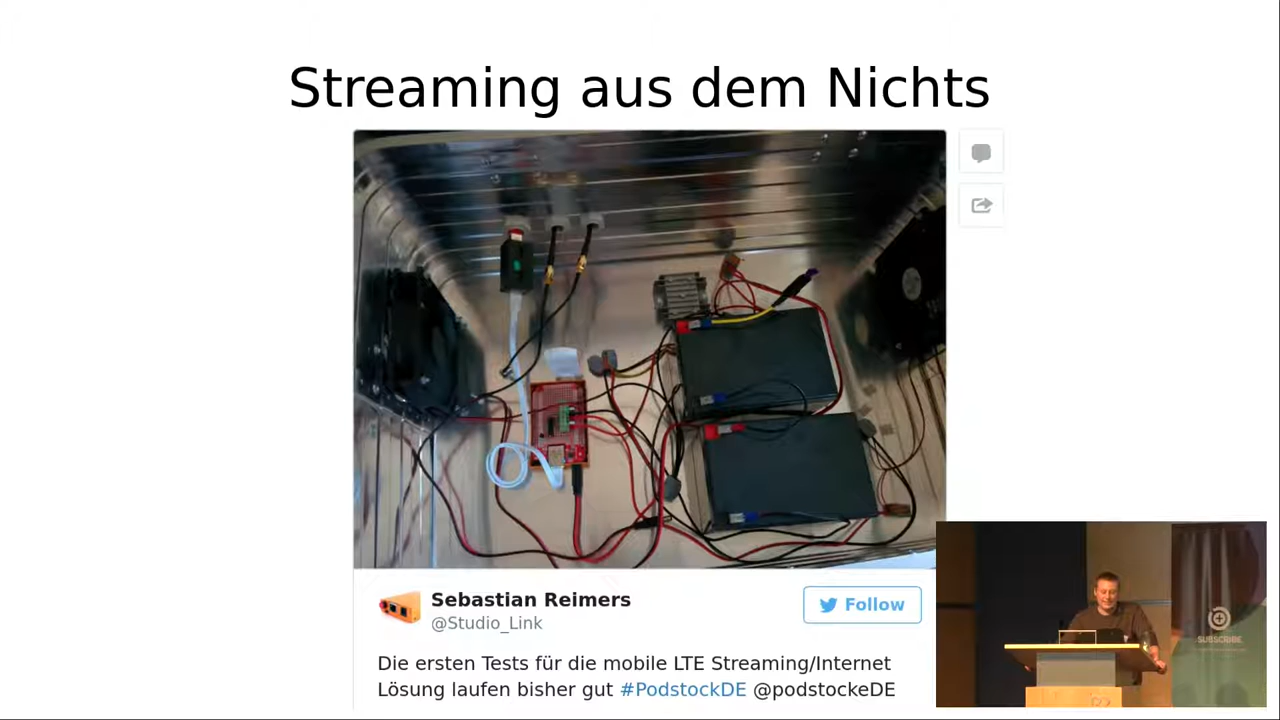 Streaming aus dem Nichts
Sebastian Reimers
@Studio_Link
Follow
Die ersten Tests für die mobile LTE Streaming/Internet
Lösung laufen bisher gut #PodstockDE @podstockeDE
SUBSCRIBE